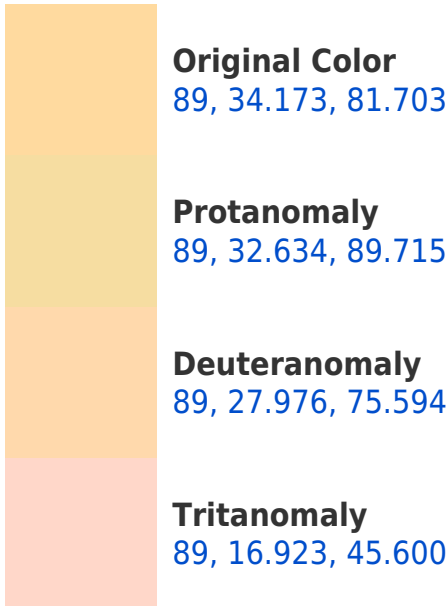 Original Color
89, 34.173, 81.703
Protanomaly
89, 32.634, 89.715
Deuteranomaly
89, 27.976, 75.594
Tritanomaly
89, 16.923, 45.600